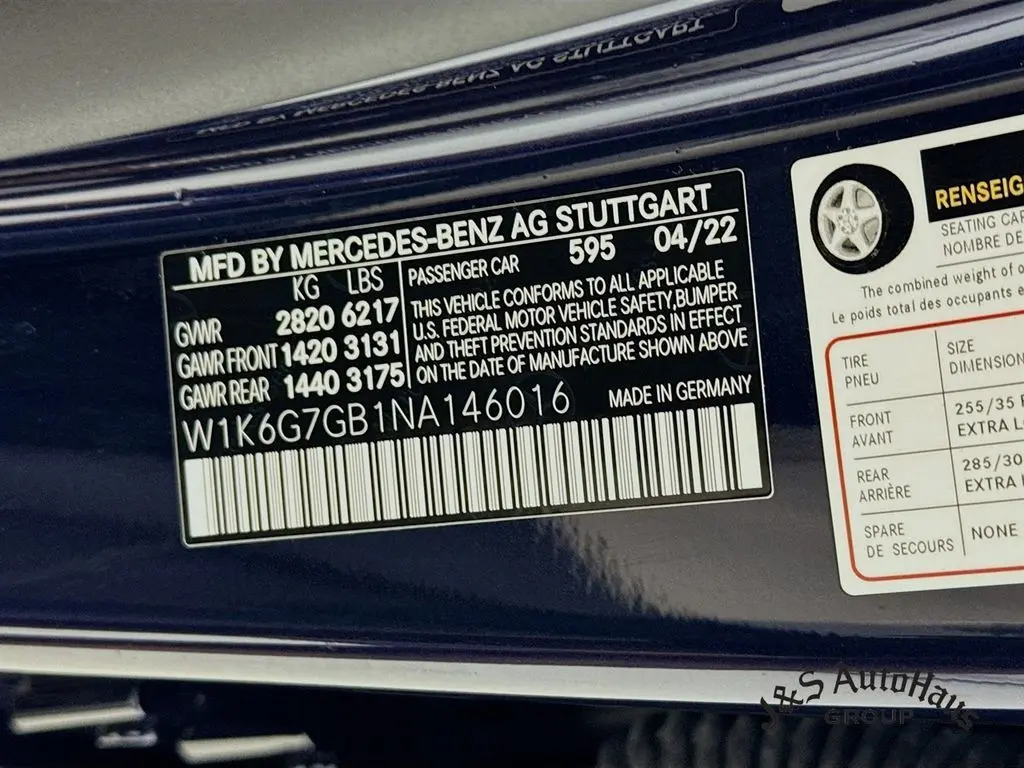 MFD BY MERCEDES-BENZ AG STUTTGART
KG LBS
GVWR 2820 6217
GAWR FRONT 1420 3131
GAWR REAR 1440 3175
PASSENGER CAR 595 04/22
THIS VEHICLE CONFORMS TO ALL APPLICABLE
U.S. FEDERAL MOTOR VEHICLE SAFETY,BUMPER
AND THEFT PREVENTION STANDARDS IN EFFECT
ON THE DATE OF MANUFACTURE SHOWN ABOVE
W1K6G7GB1NA146016 MADE IN GERMANY
RENSEIG
SEATING CAP
NOMBRE DE
The combined weight of o
Le poids total des occupants e
TIRE
PNEU
SIZE
DIMENSION
FRONT
AVANT
255/35
EXTRA L
REAR
ARRIÈRE
285/30
EXTRA
SPARE
DE SECOURS
NONE
J&S AutoHaus
GROUP